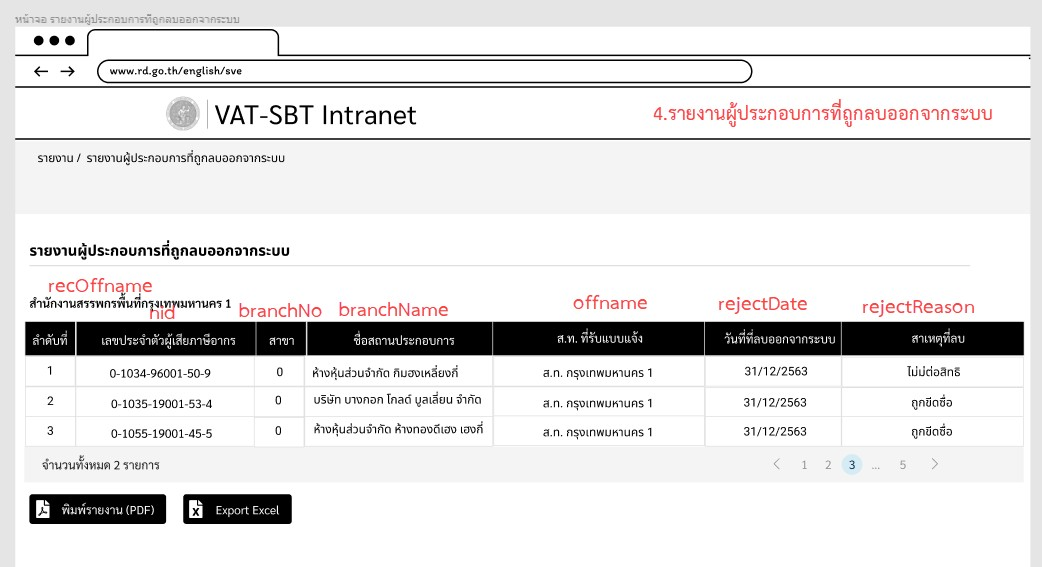 หน้าจอ รายงานผู้ประกอบการที่ถูกลบออกจากระบบ
www.rd.go.th/english/sve
VAT-SBT Intranet
4.รายงานผู้ประกอบการที่ถูกลบออกจากระบบ
รายงาน / รายงานผู้ประกอบการที่ถูกลบออกจากระบบ
รายงานผู้ประกอบการที่ถูกลบออกจากระบบ
recOffname
สำนักงานสรรพกรพื้นที่กรุงเทพมหานคร 1
nid branchNo branchName offname rejectDate rejectReason
ลำดับที่ เลขประจำตัวผู้เสียภาษีอากร สาขา ชื่อสถานประกอบการ ส.ท. ที่รับแบบแจ้ง วันที่ที่ลบออกจากระบบ สาเหตุที่ลบ
1 0-1034-96001-50-9 0 ห้างหุ้นส่วนจำกัด กิมฮงเหลี่ยงกี่ ส.ท. กรุงเทพมหานคร 1 31/12/2563 ไม่ม่ต่อสิทธิ
2 0-1035-19001-53-4 0 บริษัท บางกอก โกลด์ บูลเลี่ยน จำกัด ส.ท. กรุงเทพมหานคร 1 31/12/2563 ถูกขีดชื่อ
3 0-1055-19001-45-5 0 ห้างหุ้นส่วนจำกัด ห้างทองดีเฮง เฮงกี่ ส.ท. กรุงเทพมหานคร 1 31/12/2563 ถูกขีดชื่อ
จำนวนทั้งหมด 2 รายการ < 1 2 3 ... 5 >
พิมพ์รายงาน (PDF) Export Excel